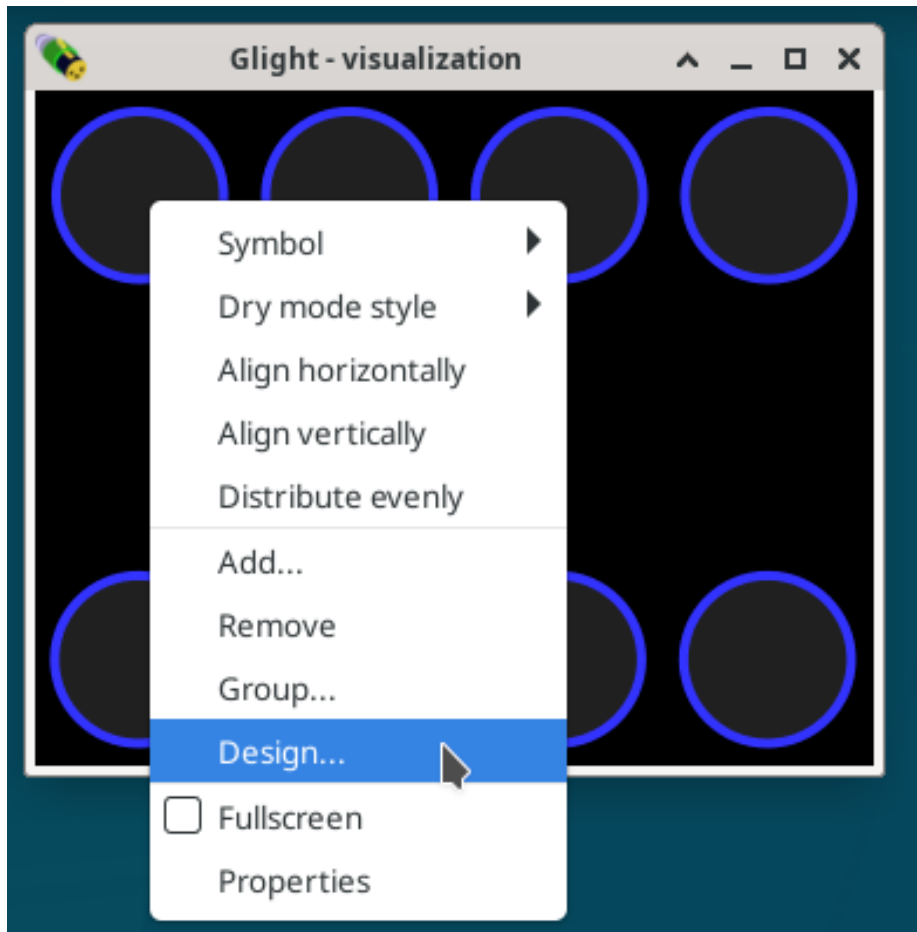 Glight - visualization
Symbol
Dry mode style
Align horizontally
Align vertically
Distribute evenly
Add...
Remove
Group...
Design...
Fullscreen
Properties